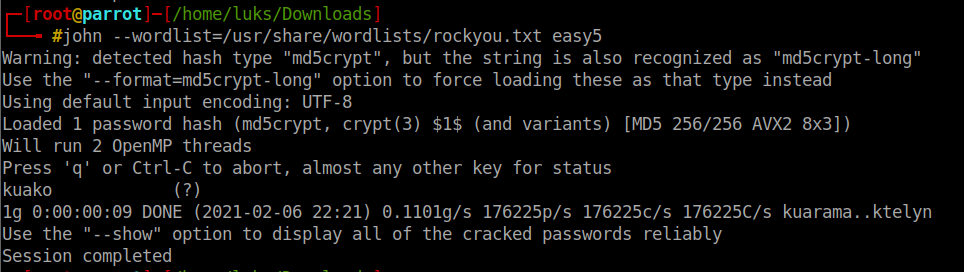 ┌─[root@parrot]─[/home/luks/Downloads]
└──╼ #john --wordlist=/usr/share/wordlists/rockyou.txt easy5
Warning: detected hash type "md5crypt", but the string is also recognized as "md5crypt-long"
Use the "--format=md5crypt-long" option to force loading these as that type instead
Using default input encoding: UTF-8
Loaded 1 password hash (md5crypt, crypt(3) $1$ (and variants) [MD5 256/256 AVX2 8x3])
Will run 2 OpenMP threads
Press 'q' or Ctrl-C to abort, almost any other key for status
kuako            (?)
1g 0:00:00:09 DONE (2021-02-06 22:21) 0.1101g/s 176225p/s 176225c/s 176225C/s kuarama..ktelyn
Use the "--show" option to display all of the cracked passwords reliably
Session completed